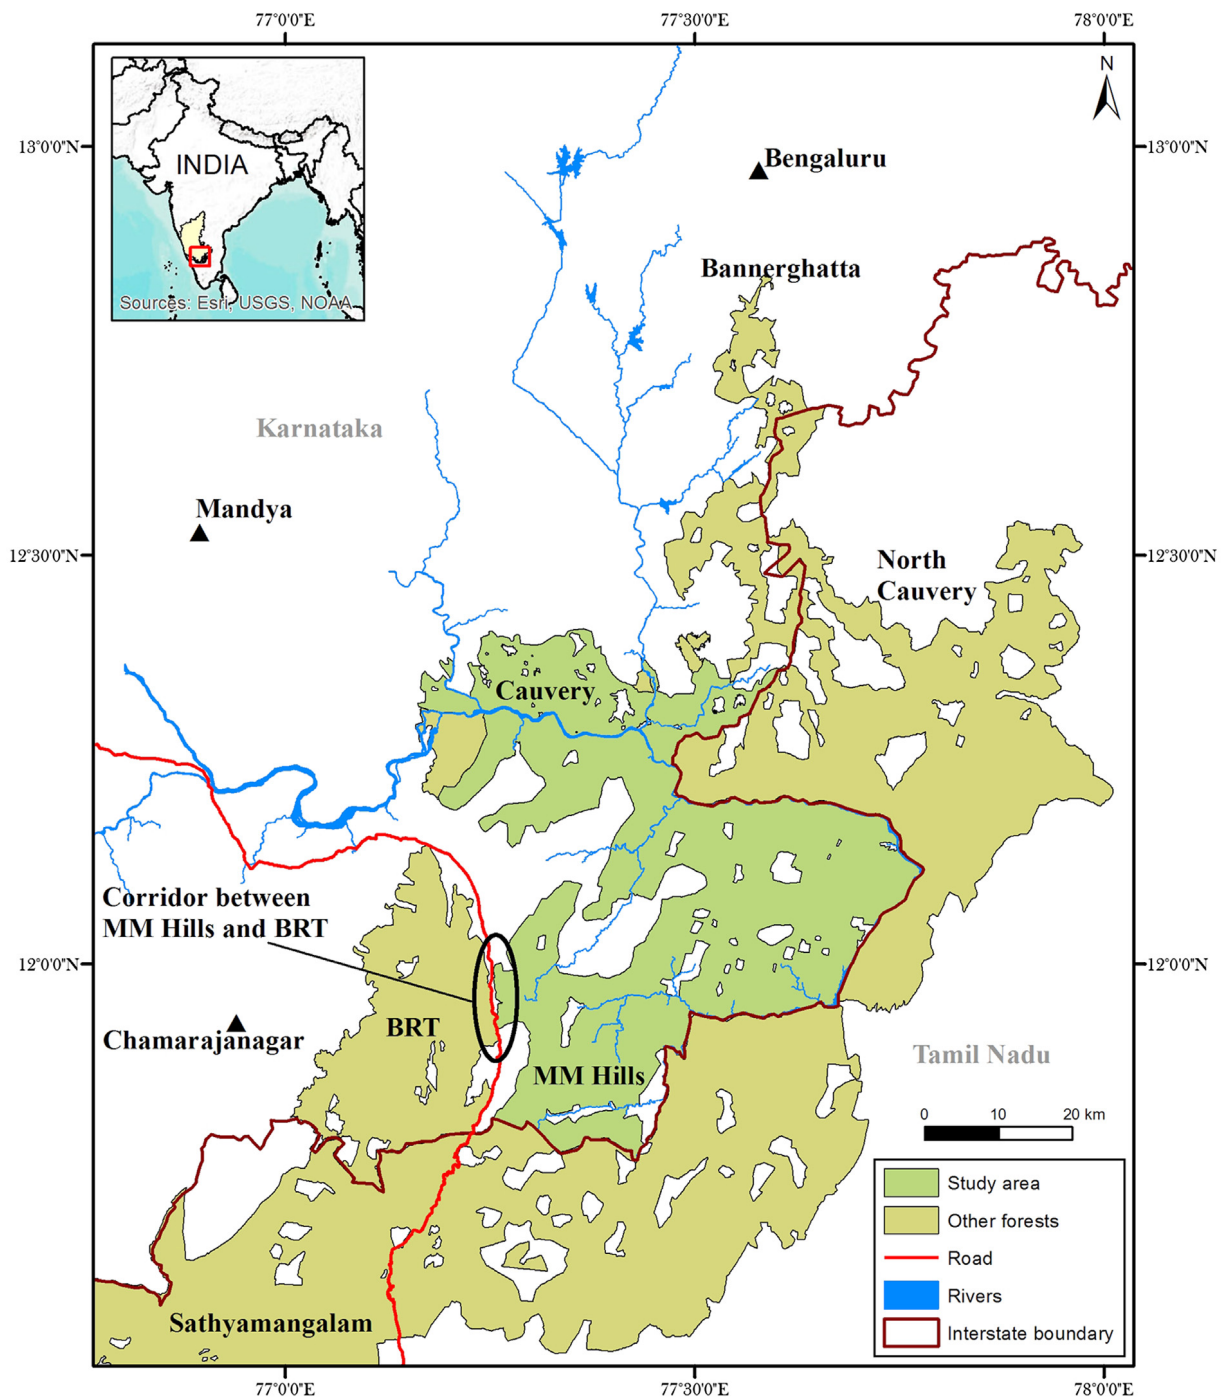 77°0'0"E
77°30'0"E
78°0'0"E
N
13°0'0"N
13°0'0"N
INDIA
Sources: Esri, USGS, NOAA
Bengaluru
Bannerghatta
Karnataka
Mandya
12°30'0"N
12°30'0"N
North
Cauvery
Cauvery
Corridor between
MM Hills and BRT
12°0'0"N
12°0'0"N
Chamarajanagar
BRT
MM Hills
Tamil Nadu
0 10 20 km
Study area
Other forests
Road
Rivers
Interstate boundary
Sathyamangalam
77°0'0"E
77°30'0"E
78°0'0"E